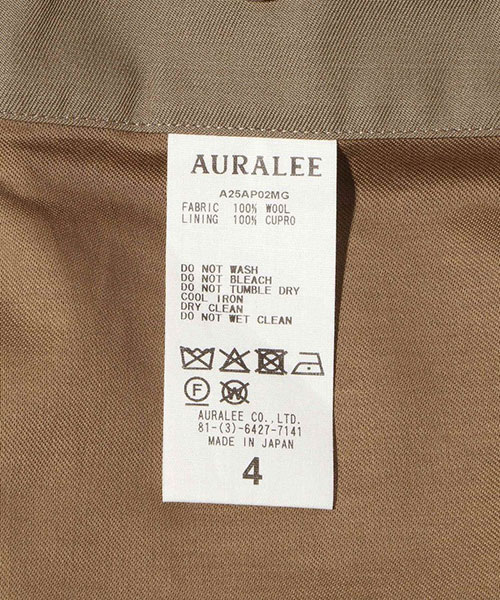 AURALEE
A25AP02MG
FABRIC 100% WOOL
LINING 100% CUPRO
DO NOT WASH
DO NOT BLEACH
DO NOT TUMBLE DRY
COOL IRON
DRY CLEAN
DO NOT WET CLEAN
F W
AURALEE CO.,LTD.
81-(3)-6427-7141
MADE IN JAPAN
4